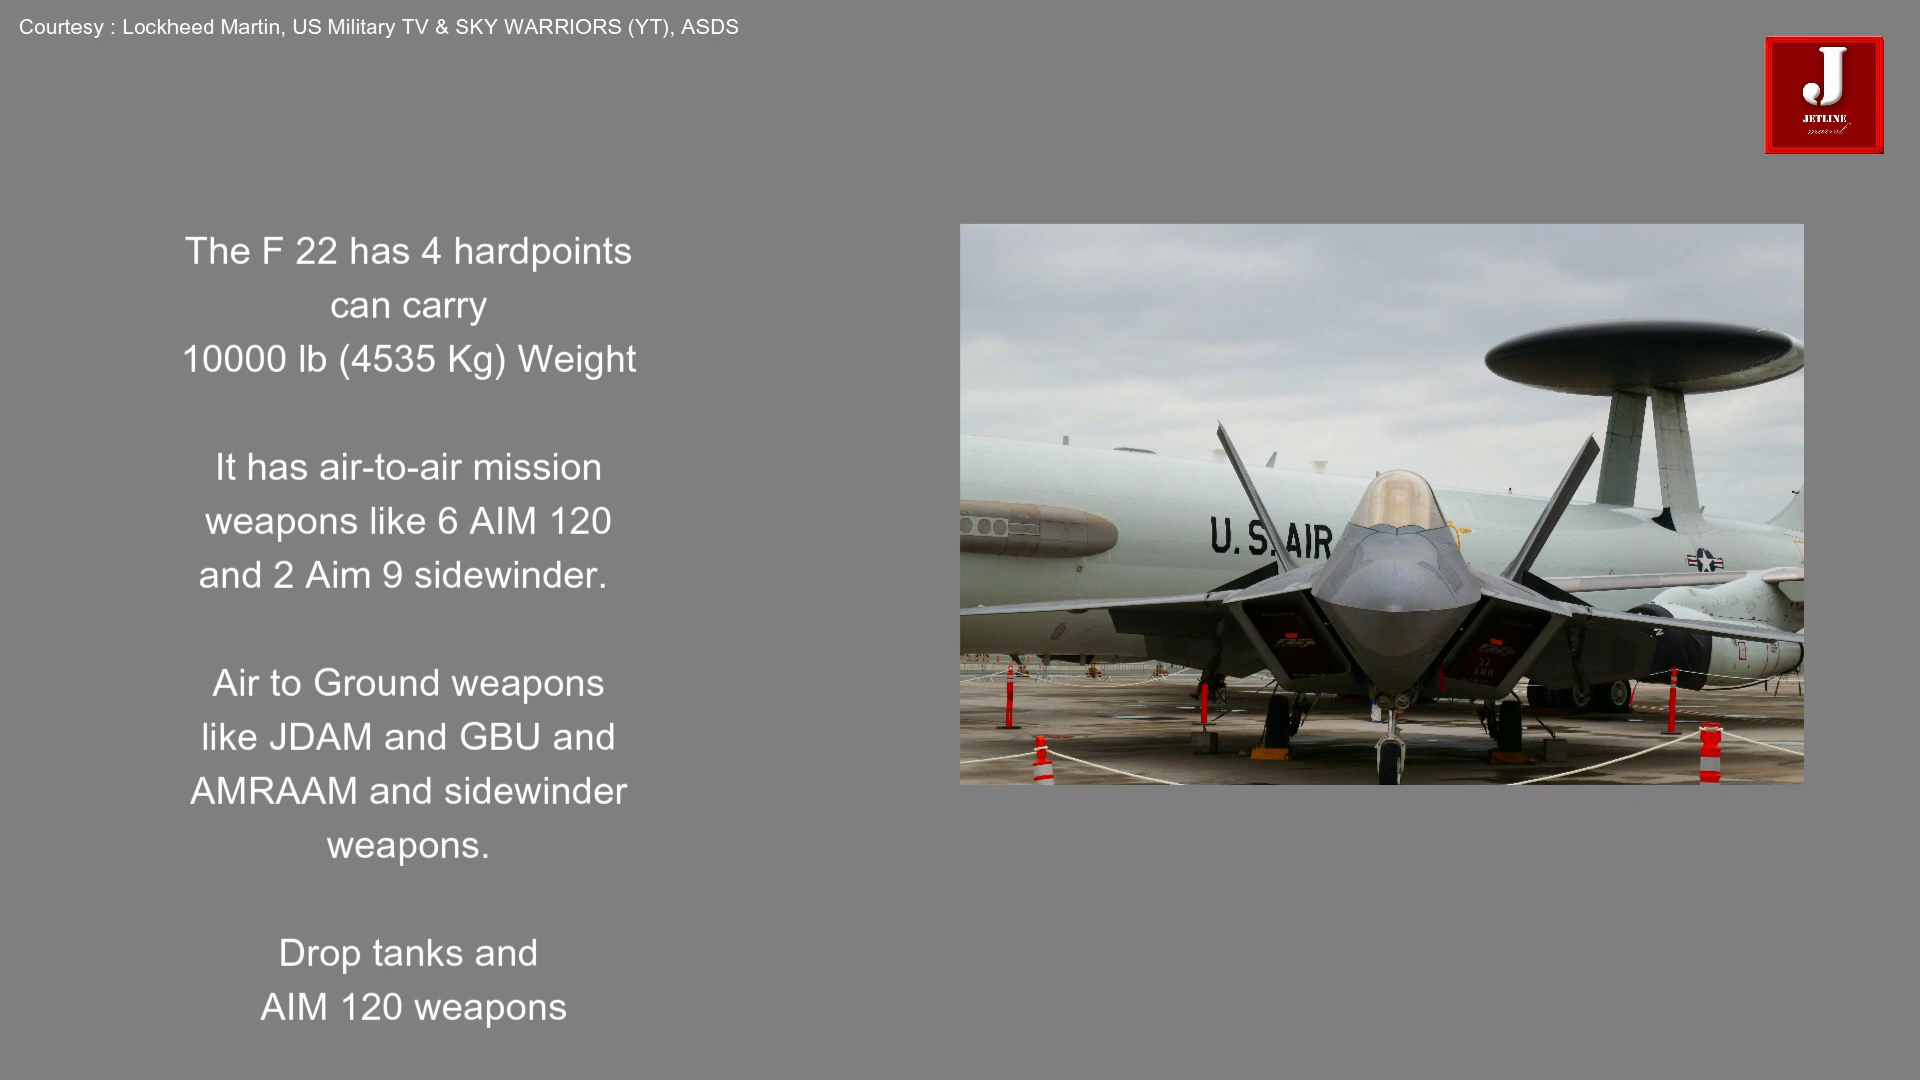 Courtesy : Lockheed Martin, US Military TV & SKY WARRIORS (YT), ASDS
J
JETLINE
marvel
The F 22 has 4 hardpoints
can carry
10000 lb (4535 Kg) Weight
It has air-to-air mission
weapons like 6 AIM 120
and 2 Aim 9 sidewinder.
Air to Ground weapons
like JDAM and GBU and
AMRAAM and sidewinder
weapons.
Drop tanks and
AIM 120 weapons
U.S. AIR